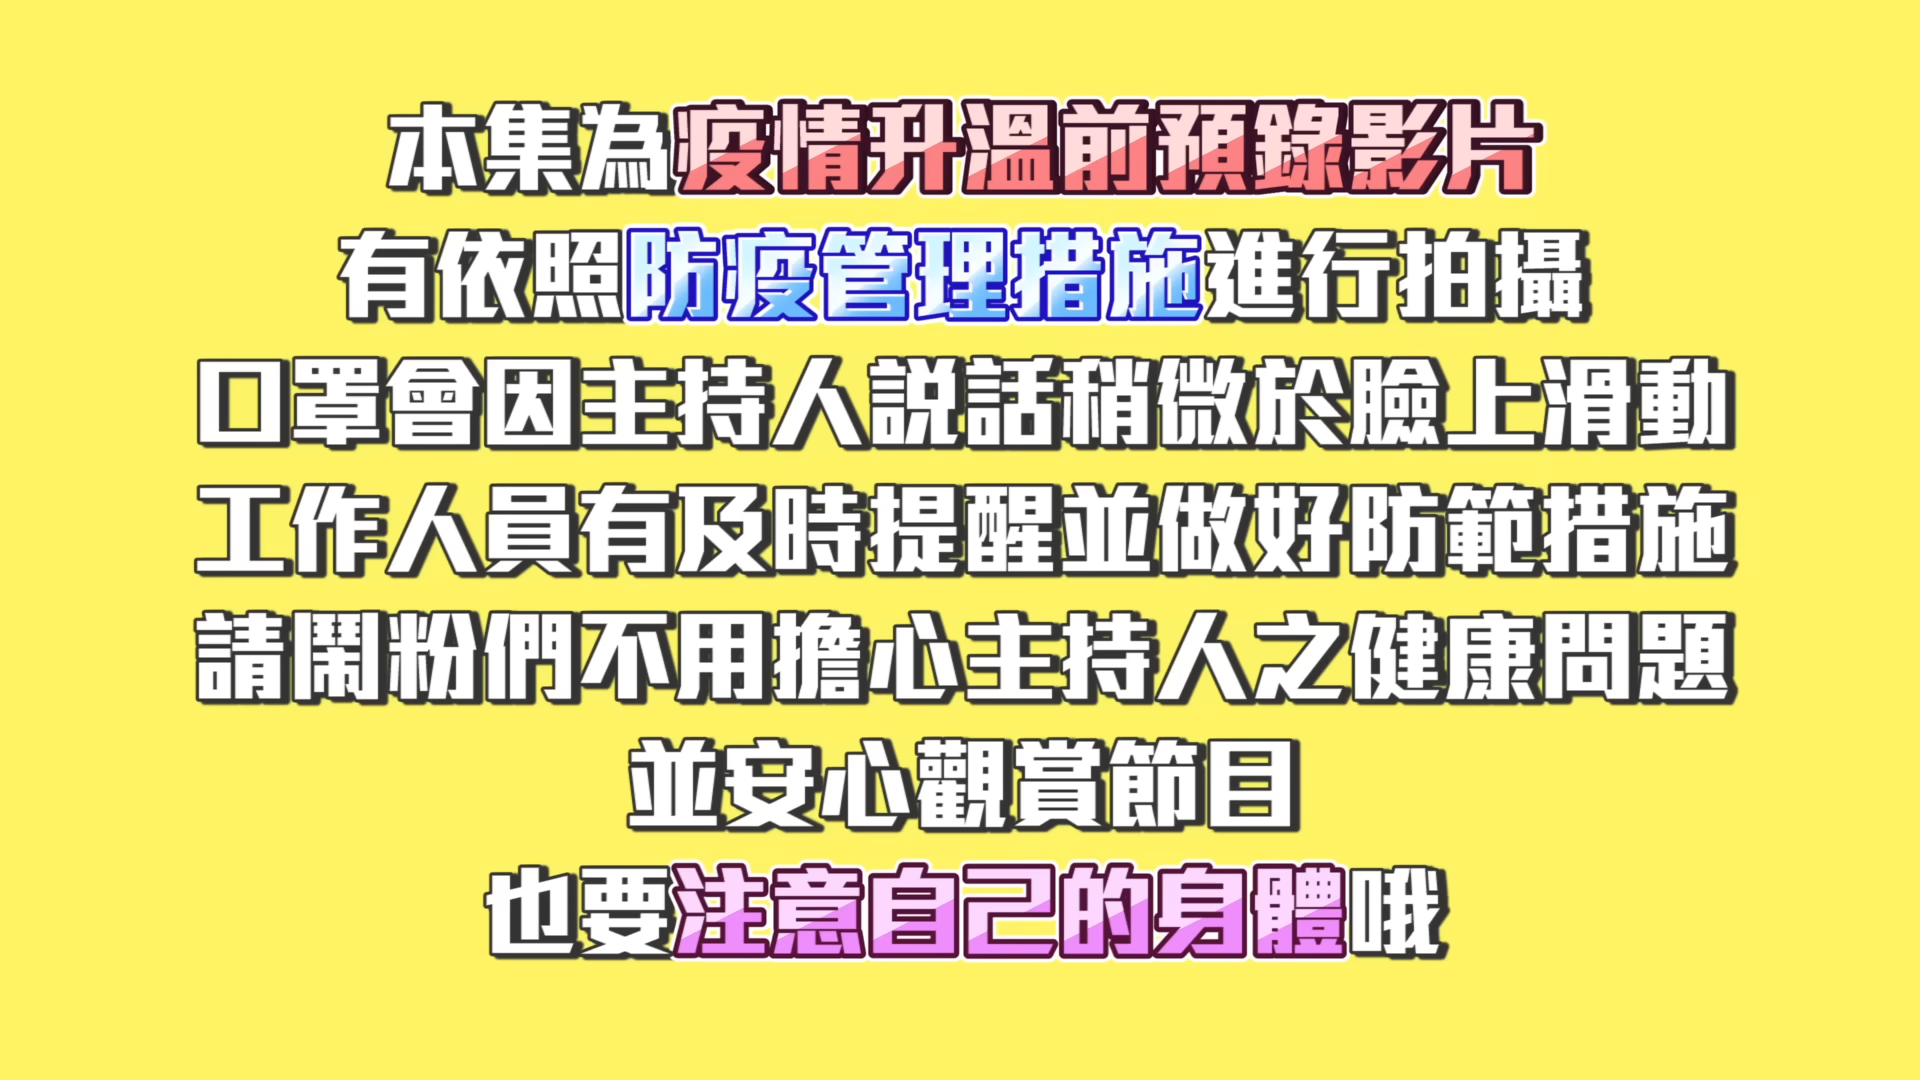 本集為疫情升溫前預錄影片
有依照防疫管理措施進行拍攝
口罩會因主持人說話稍微於臉上滑動
工作人員有及時提醒並做好防範措施
請鬧粉們不用擔心主持人之健康問題
並安心觀賞節目
也要注意自己的身體哦